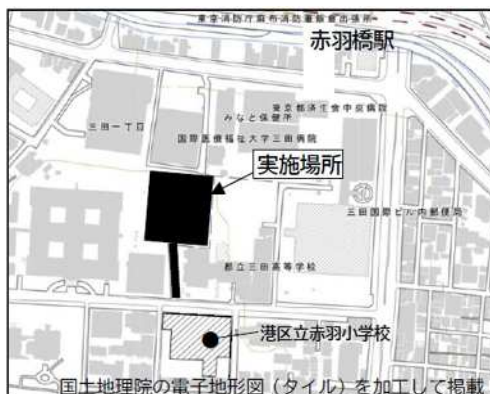 東京消防庁麻布消防署飯倉出張所
赤羽橋駅
東京都済生会中央病院
みなと保健所
三田一丁目
国際医療福祉大学三田病院
実施場所
三田国際ビル内郵便局
都立三田高等学校
港区立赤羽小学校
国土地理院の電子地形図（タイル）を加工して掲載